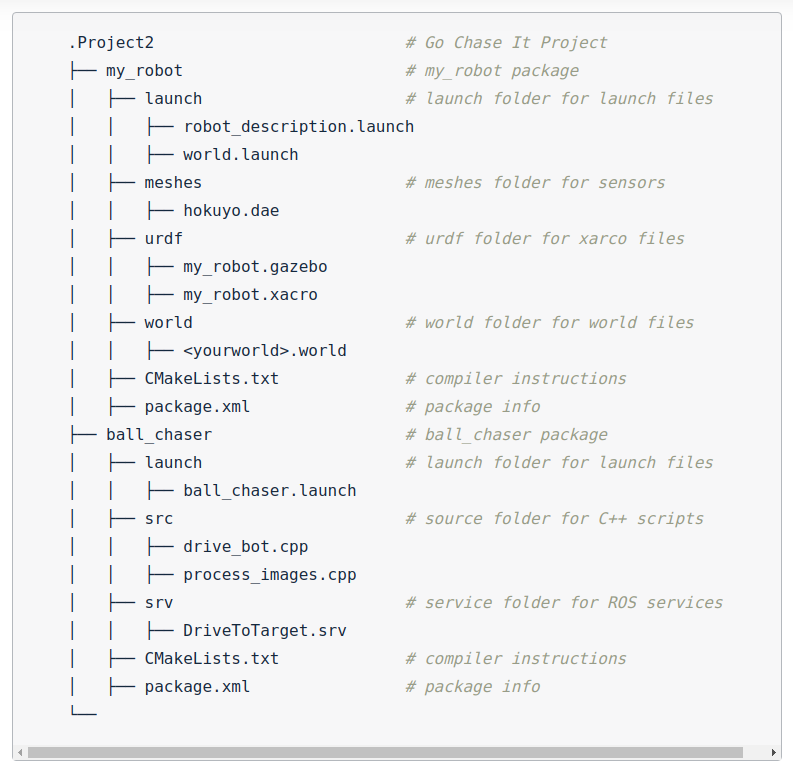 .Project2                          # Go Chase It Project
├── my_robot                       # my_robot package
│   ├── launch                     # launch folder for launch files
│   │   ├── robot_description.launch
│   │   ├── world.launch
│   ├── meshes                     # meshes folder for sensors
│   │   ├── hokuyo.dae
│   ├── urdf                       # urdf folder for xarco files
│   │   ├── my_robot.gazebo
│   │   ├── my_robot.xacro
│   ├── world                      # world folder for world files
│   │   ├── <yourworld>.world
│   ├── CMakeLists.txt             # compiler instructions
│   ├── package.xml                # package info
├── ball_chaser                    # ball_chaser package
│   ├── launch                     # launch folder for launch files
│   │   ├── ball_chaser.launch
│   ├── src                        # source folder for C++ scripts
│   │   ├── drive_bot.cpp
│   │   ├── process_images.cpp
│   ├── srv                        # service folder for ROS services
│   │   ├── DriveToTarget.srv
│   ├── CMakeLists.txt             # compiler instructions
│   ├── package.xml                # package info
└──